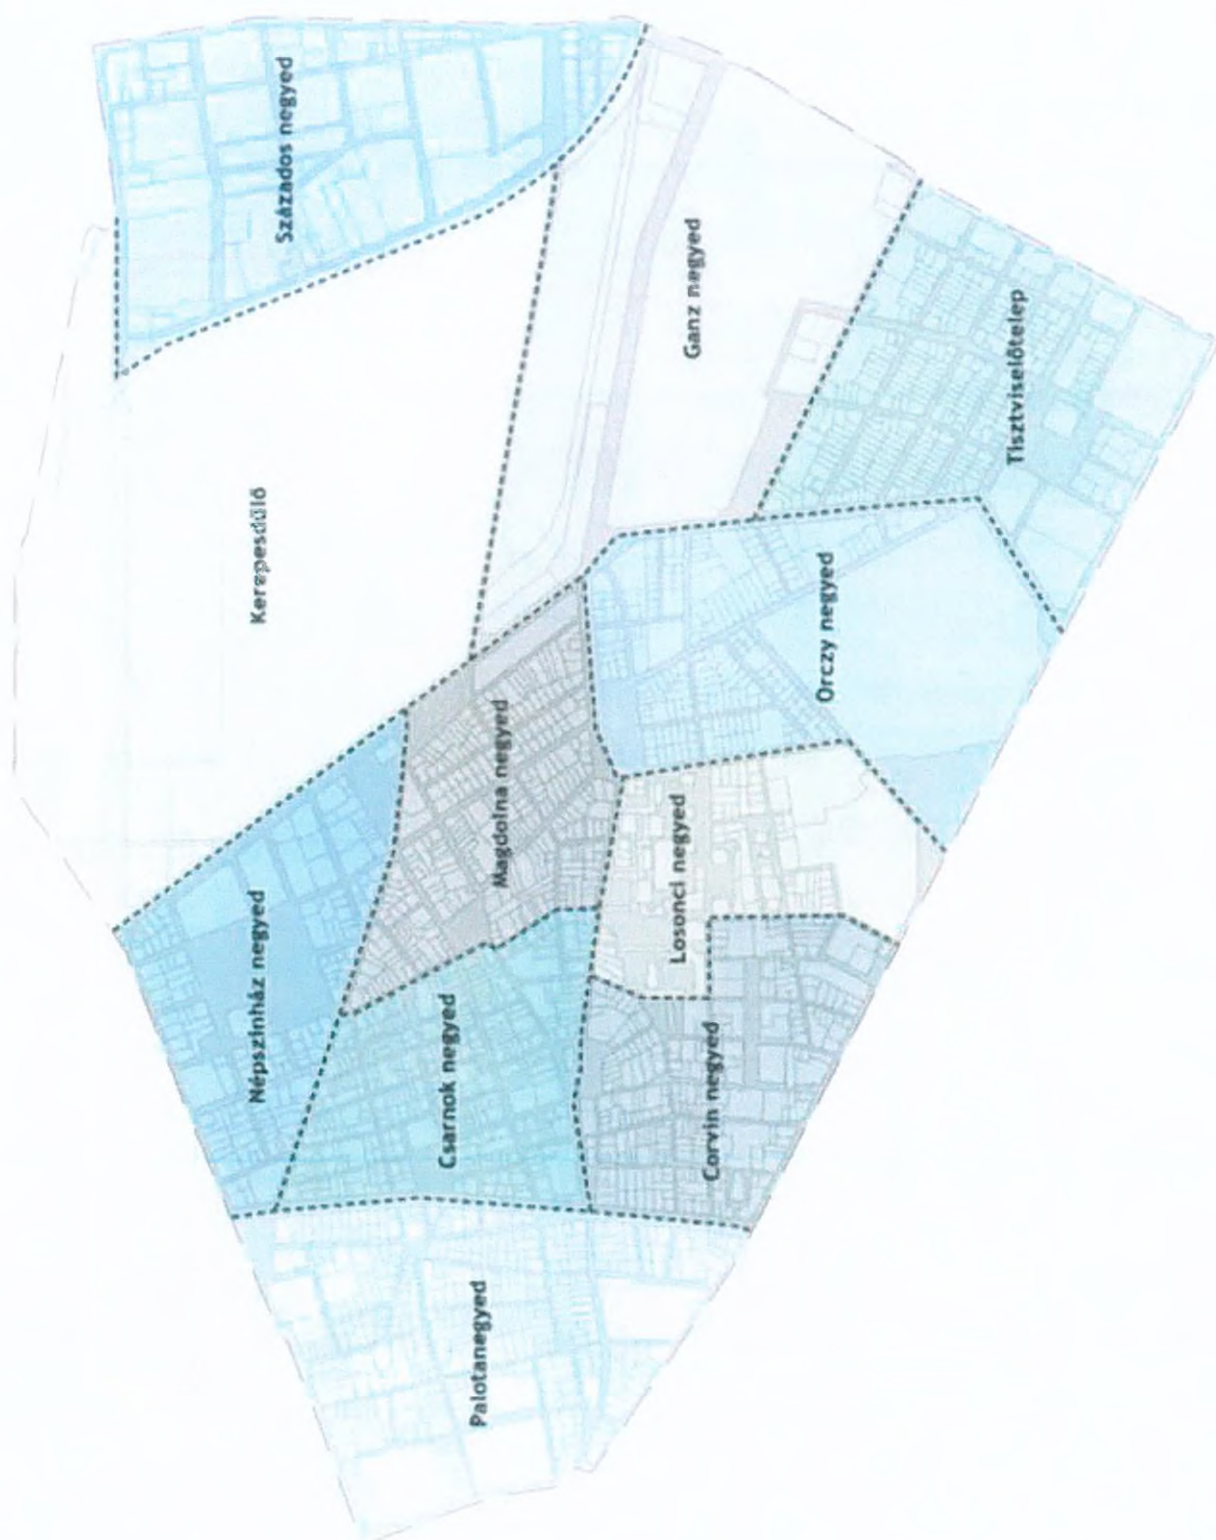 Százados negyed
Kerepesdűlő
Ganz negyed
Tisztviselőtelep
Népszínház negyed
Magdolna negyed
Orczy negyed
Losonci negyed
Csarnok negyed
Corvin negyed
Palotanegyed